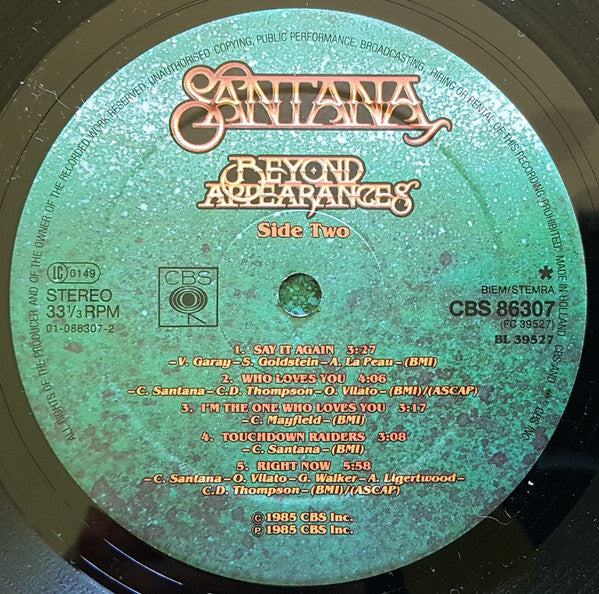 ALL RIGHTS OF THE PRODUCER AND OF THE OWNER OF THE RECORDED WORK RESERVED. UNAUTHORISED COPYING, PUBLIC PERFORMANCE, BROADCASTING, HIRING OR RENTAL OF THIS RECORDING PROHIBITED. MADE IN HOLLAND.
SANTANA
BEYOND
APPEARANCES
Side Two
LC 0149
STEREO
33 1/3 RPM
01-086307-2
CBS
*
BIEM/STEMRA
CBS 86307
(FC 39527)
BL 39527
1. SAY IT AGAIN 3:27
–V. Garay–S. Goldstein–A. La Peau–(BMI)
2. WHO LOVES YOU 4:06
–C. Santana–C.D. Thompson–O. Vilato–(BMI)/(ASCAP)
3. I'M THE ONE WHO LOVES YOU 3:17
–C. Mayfield–(BMI)
4. TOUCHDOWN RAIDERS 3:08
–C. Santana–(BMI)
5. RIGHT NOW 5:58
–C. Santana–O. Vilato–G. Walker–A. Ligertwood–
C.D. Thompson–(BMI)/(ASCAP)
© 1985 CBS Inc.
℗ 1985 CBS Inc.